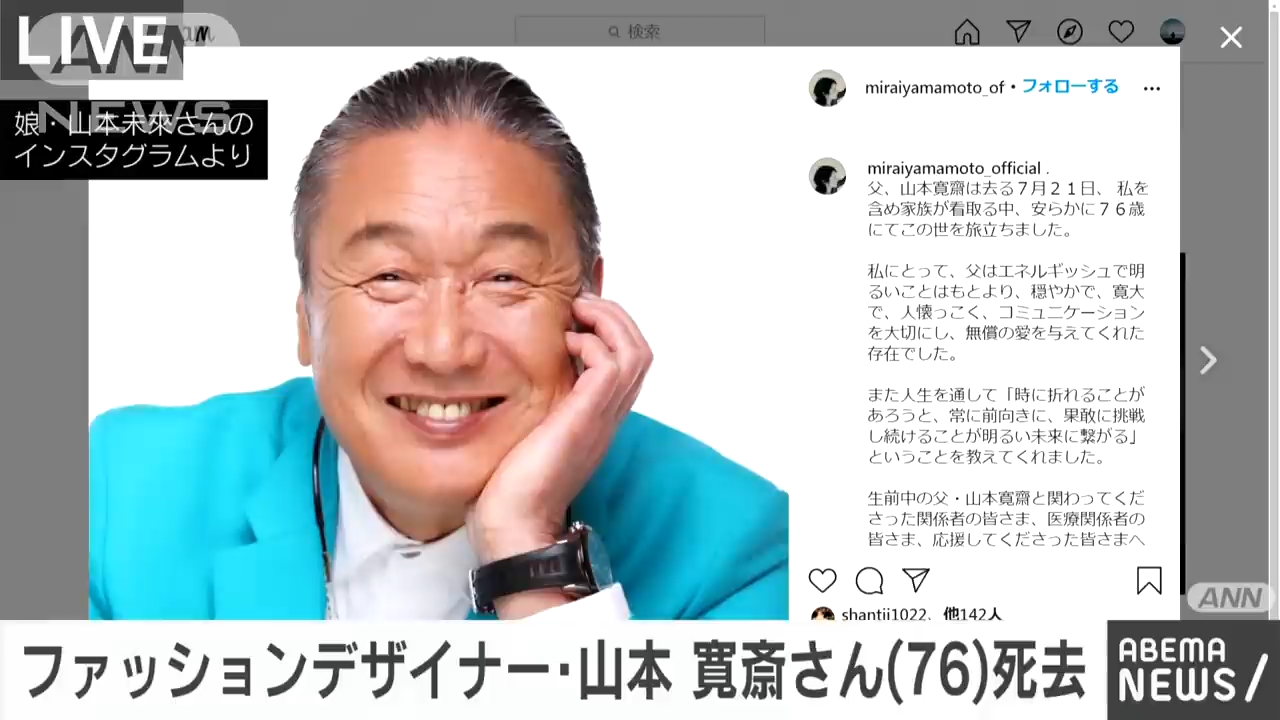 LIVE
ANN
NEWS
検索
娘・山本未來さんの
インスタグラムより
miraiyamamoto_of • フォローする
miraiyamamoto_official .
父、山本寛齋は去る７月２１日、 私を
含め家族が看取る中、安らかに７６歳
にてこの世を旅立ちました。
私にとって、父はエネルギッシュで明
るいことはもとより、穏やかで、寛大
で、人懐っこく、コミュニケーション
を大切にし、無償の愛を与えてくれた
存在でした。
また人生を通して「時に折れることが
あろうと、常に前向きに、果敢に挑戦
し続けることが明るい未来に繋がる」
ということを教えてくれました。
生前中の父・山本寛齋と関わってくだ
さった関係者の皆さま、医療関係者の
皆さま、応援してくださった皆さまへ
shantii1022、他142人
ANN
ファッションデザイナー・山本 寛斎さん(76)死去
ABEMA
NEWS/